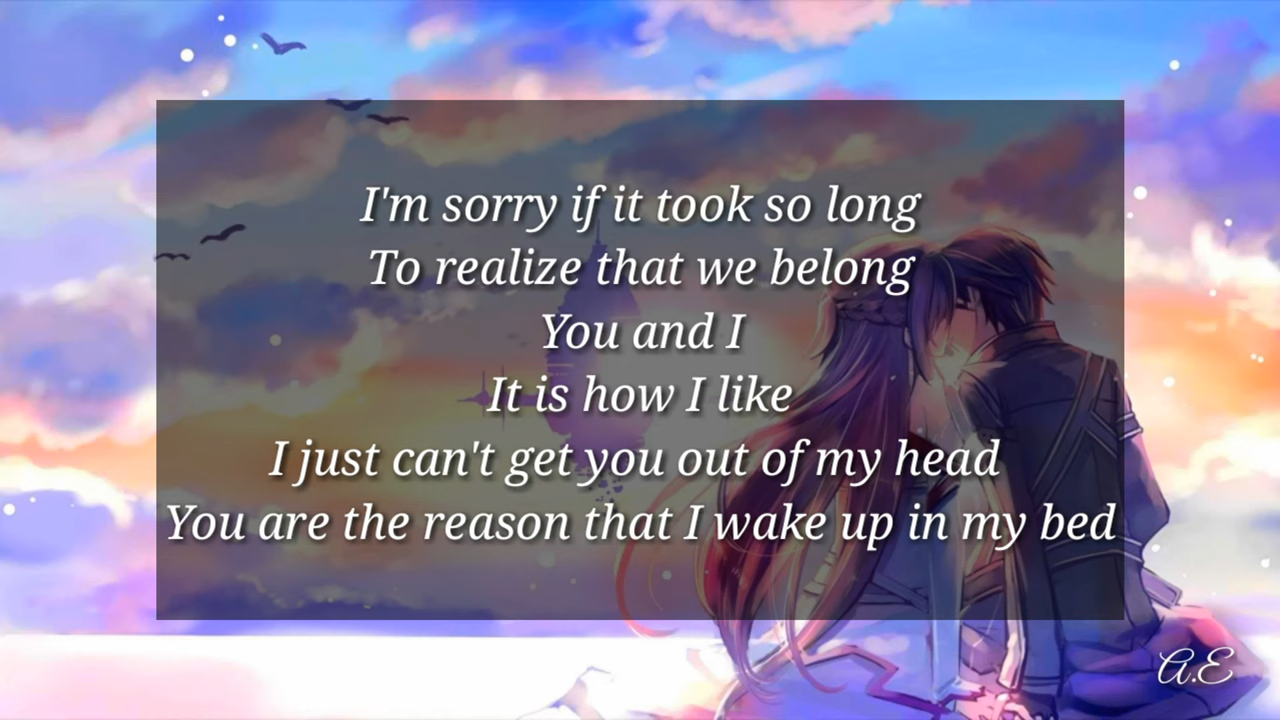 I'm sorry if it took so long
To realize that we belong
You and I
It is how I like
I just can't get you out of my head
You are the reason that I wake up in my bed
A.E